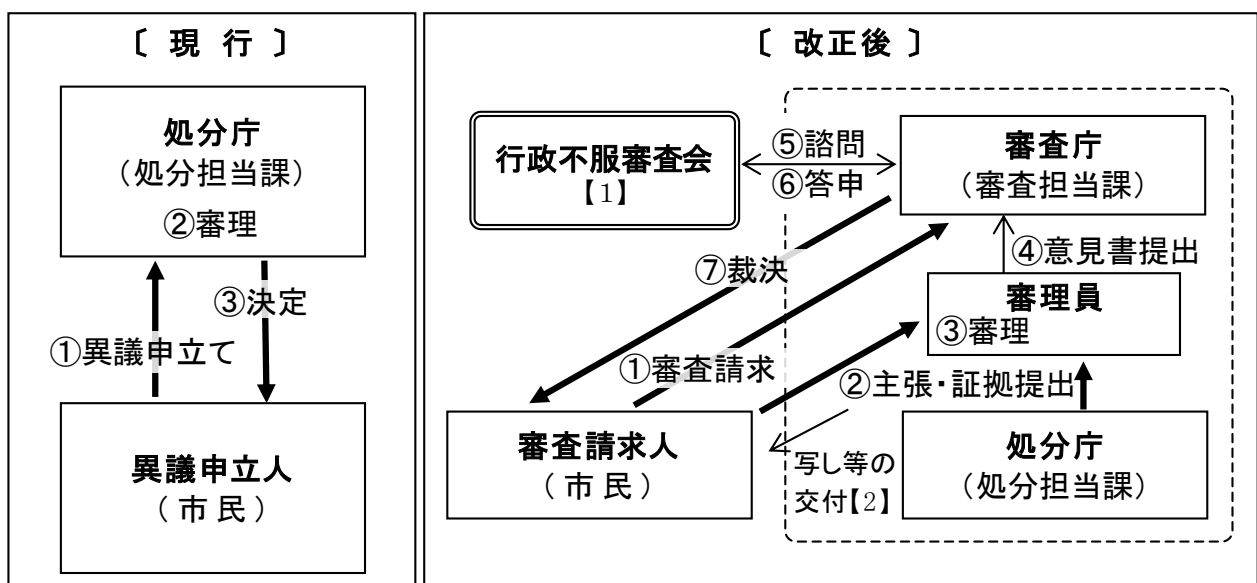 〔 現 行 〕
処分庁
（処分担当課）
②審理
③決定
①異議申立て
異議申立人
（ 市 民 ）
〔 改正後 〕
行政不服審査会
【1】
⑤諮問
⑥答申
審査庁
（審査担当課）
④意見書提出
⑦裁決
審理員
③審理
①審査請求
②主張・証拠提出
審査請求人
（ 市 民 ）
写し等の
交付【2】
処分庁
（処分担当課）